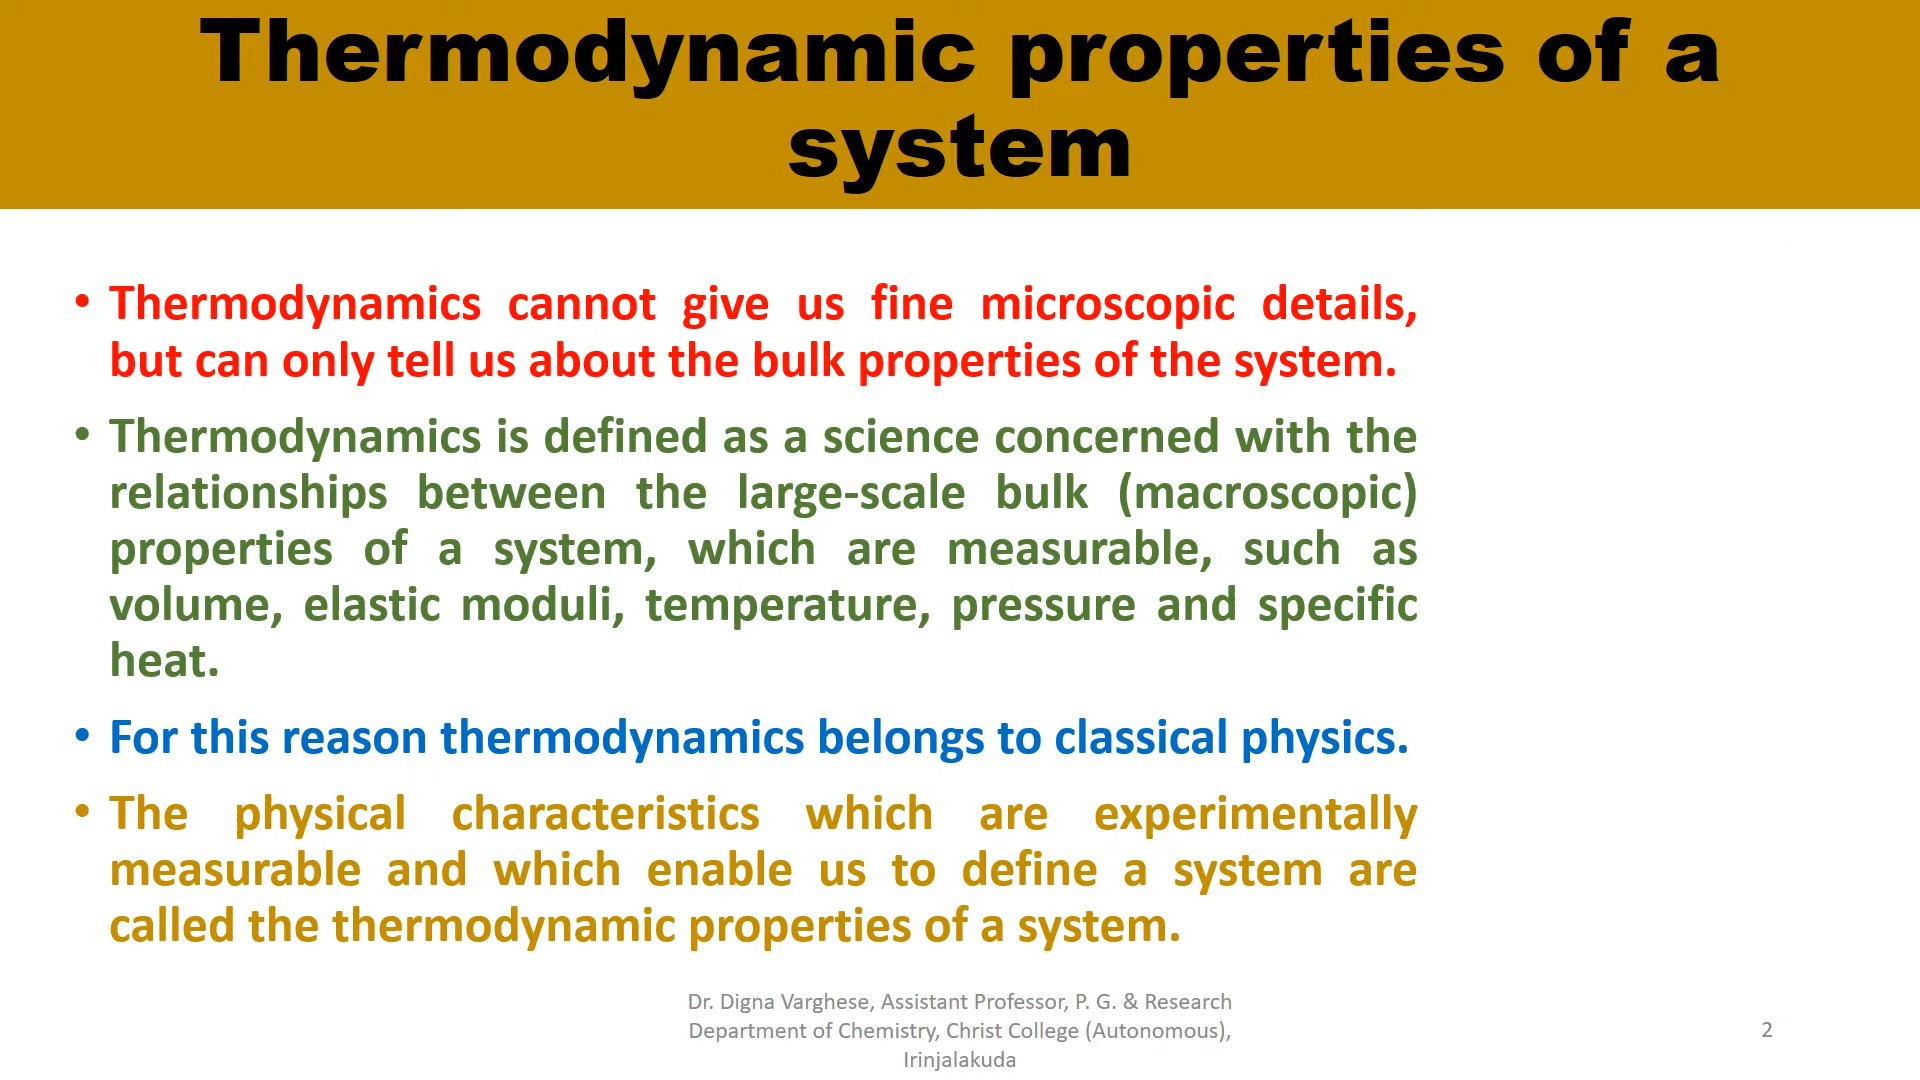 Thermodynamic properties of a
system
• Thermodynamics cannot give us fine microscopic details,
but can only tell us about the bulk properties of the system.
• Thermodynamics is defined as a science concerned with the
relationships between the large-scale bulk (macroscopic)
properties of a system, which are measurable, such as
volume, elastic moduli, temperature, pressure and specific
heat.
• For this reason thermodynamics belongs to classical physics.
• The physical characteristics which are experimentally
measurable and which enable us to define a system are
called the thermodynamic properties of a system.
Dr. Digna Varghese, Assistant Professor, P. G. & Research
Department of Chemistry, Christ College (Autonomous),
Irinjalakuda
2